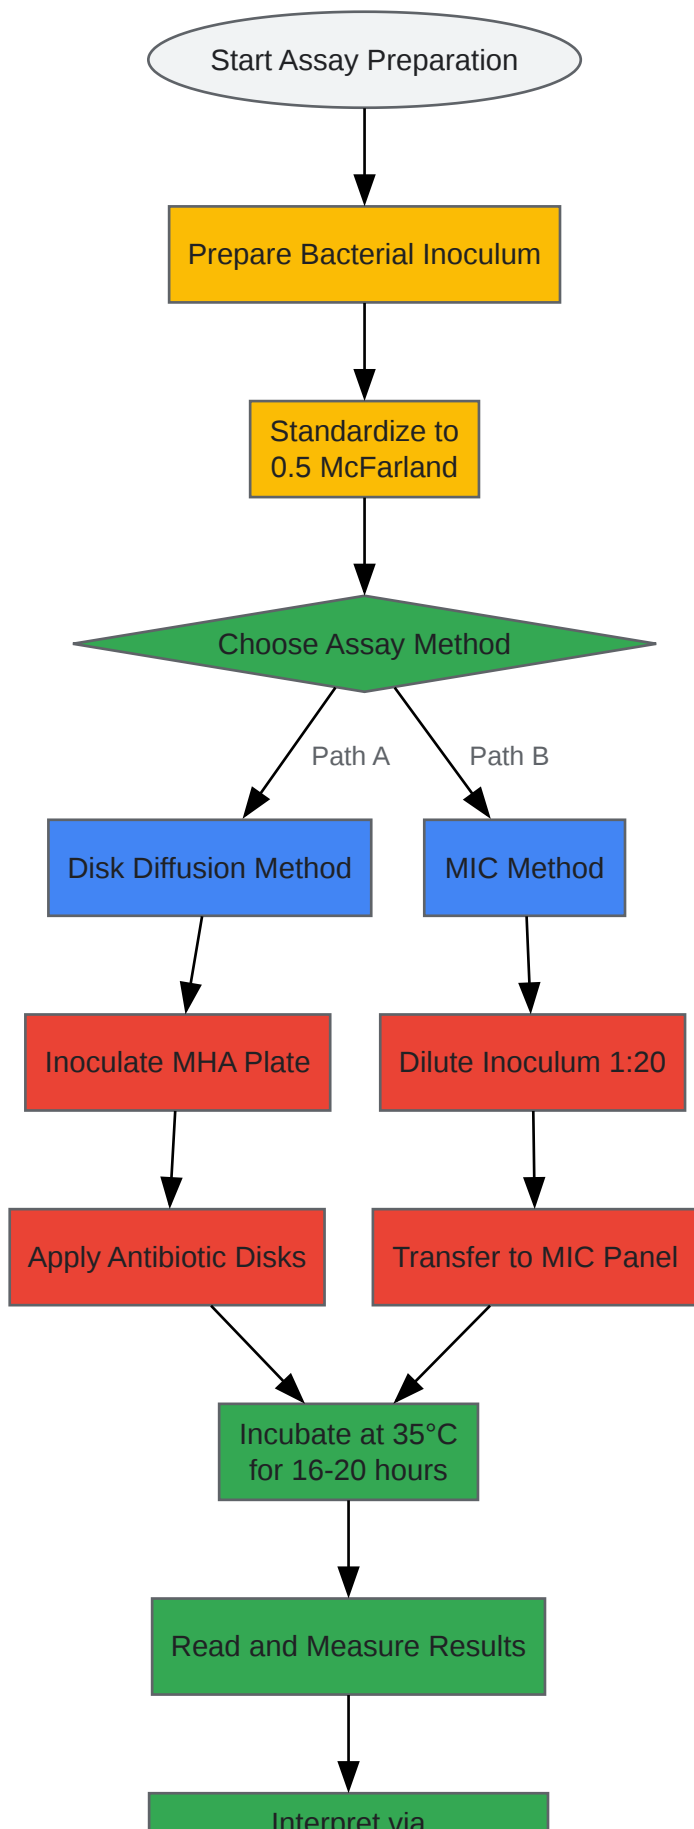 Start Assay Preparation
Prepare Bacterial Inoculum
Standardize to
0.5 McFarland
Choose Assay Method
Path A
Path B
Disk Diffusion Method
MIC Method
Inoculate MHA Plate
Dilute Inoculum 1:20
Apply Antibiotic Disks
Transfer to MIC Panel
Incubate at 35°C
for 16-20 hours
Read and Measure Results
Interpret via